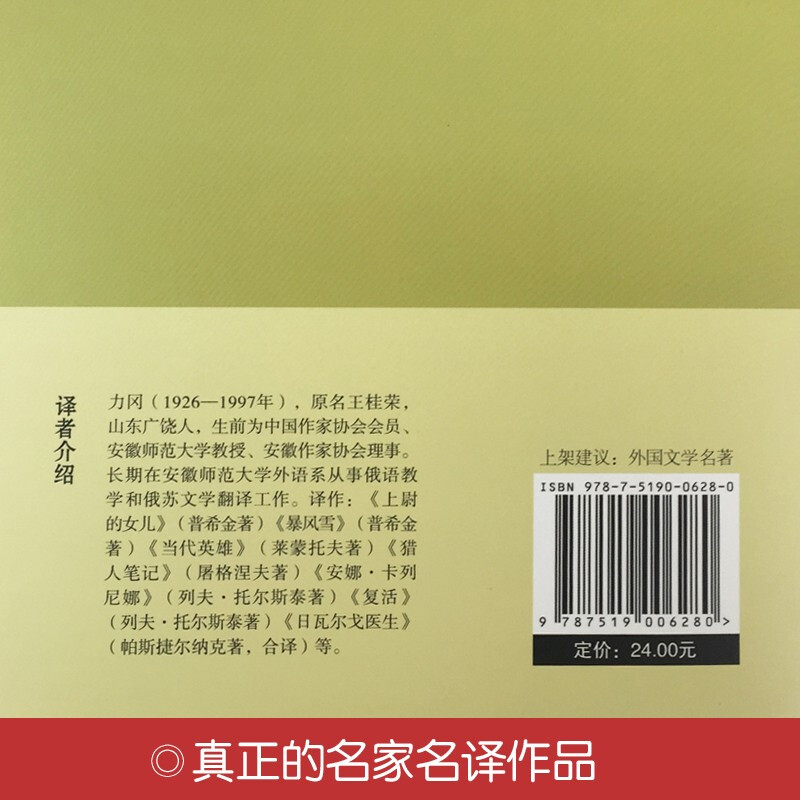 译者介绍
力冈（1926—1997年），原名王桂荣，
山东广饶人，生前为中国作家协会会员、
安徽师范大学教授、安徽作家协会理事。
长期在安徽师范大学外语系从事俄语教
学和俄苏文学翻译工作。译作：《上尉
的女儿》（普希金著）《暴风雪》（普希金
著）《当代英雄》（莱蒙托夫著）《猎
人笔记》（屠格涅夫著）《安娜·卡列
尼娜》（列夫·托尔斯泰著）《复活》
（列夫·托尔斯泰著）《日瓦尔戈医生》
（帕斯捷尔纳克著，合译）等。
上架建议：外国文学名著
ISBN 978-7-5190-0628-0
9 787519 006280>
定价：24.00元
◎真正的名家名译作品